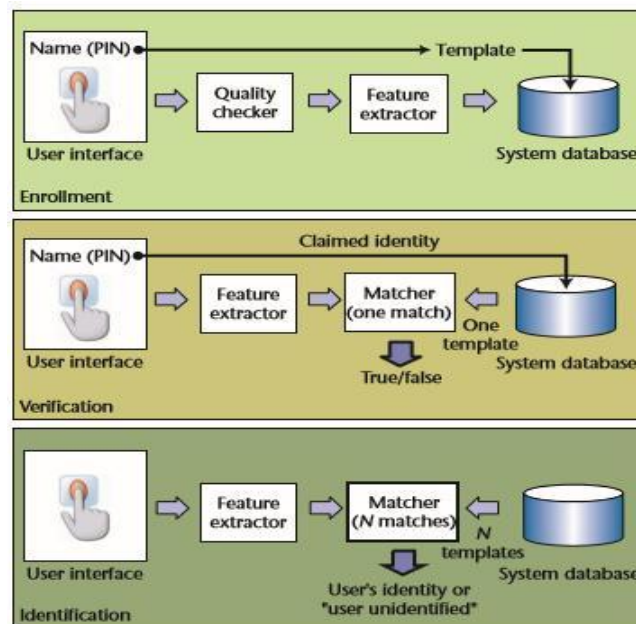 Name (PIN)
Template
Quality
checker
Feature
extractor
User interface
System database
Enrollment
Claimed identity
Name (PIN)
Feature
extractor
Matcher
(one match)
One
template
User interface
System database
True/false
Verification
Feature
extractor
Matcher
(N matches)
N
templates
User interface
System database
User's identity or
"user unidentified"
Identification